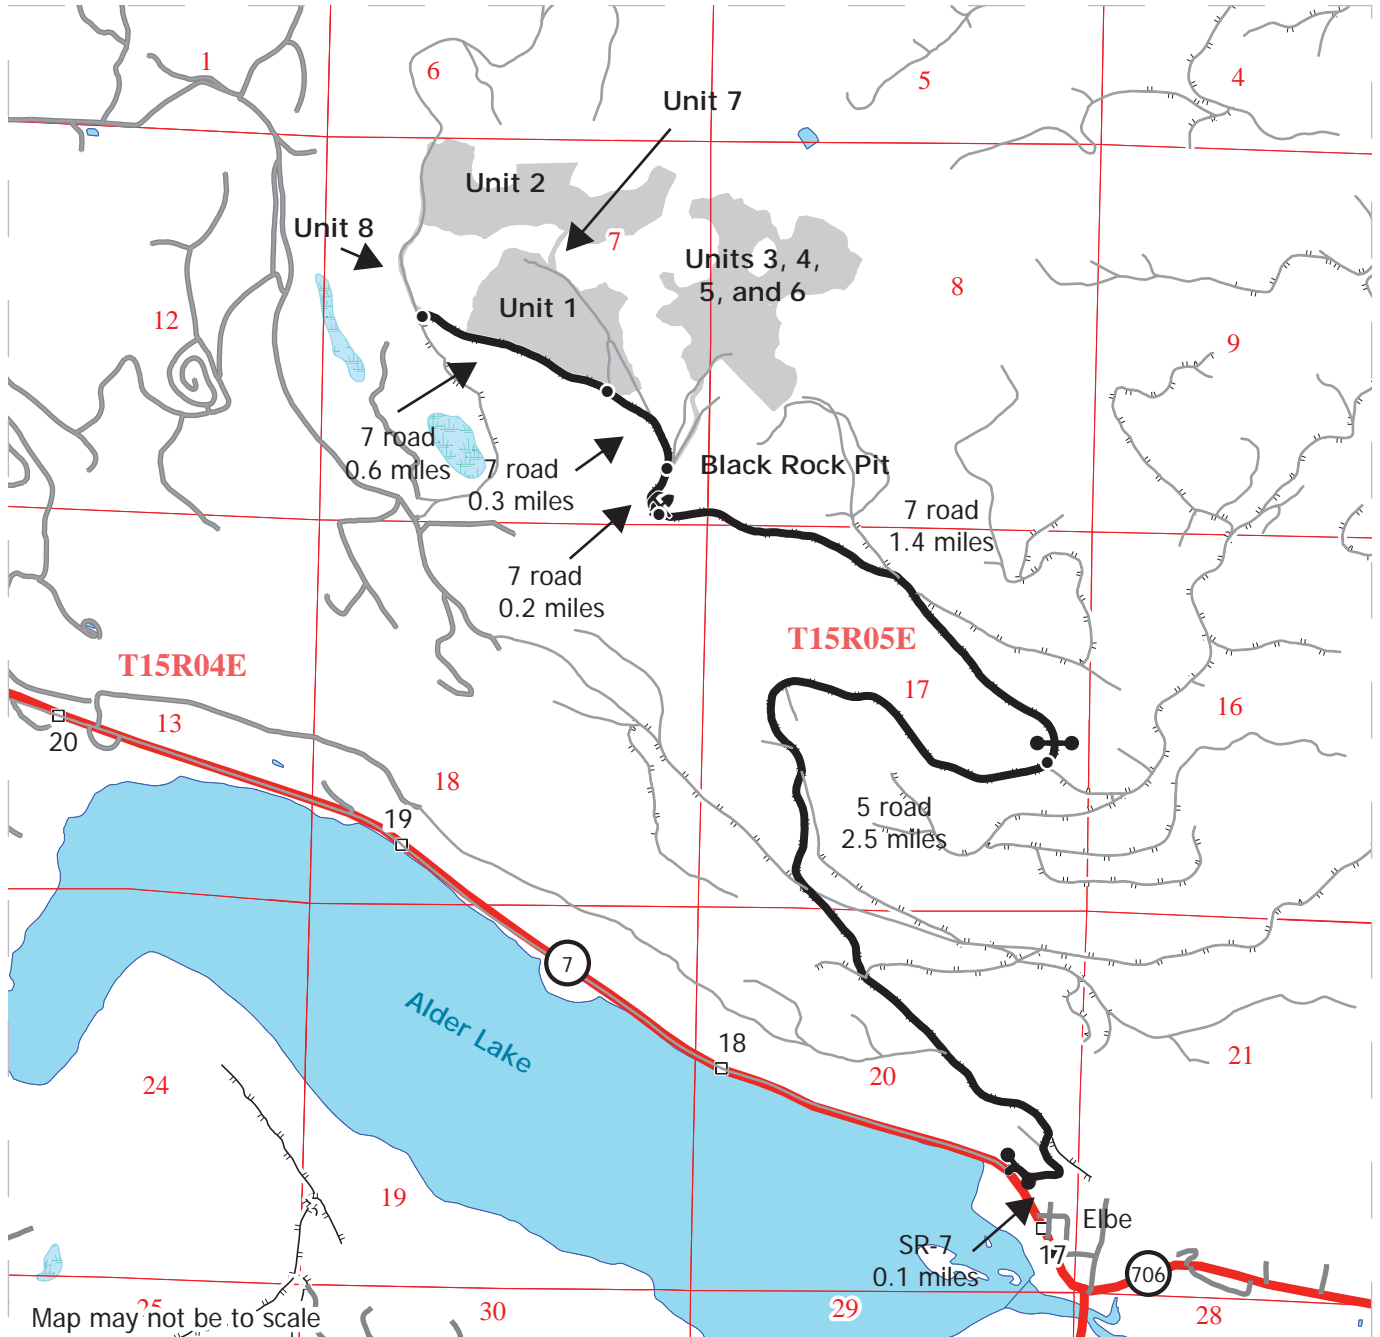 1
6
5
4
Unit 7
Unit 2
Unit 8
7
Units 3, 4,
5, and 6
8
Unit 1
12
9
7 road
0.6 miles
7 road
0.3 miles
Black Rock Pit
7 road
1.4 miles
7 road
0.2 miles
T15R04E
T15R05E
17
13
16
20
18
19
5 road
2.5 miles
7
Alder Lake
18
20
21
24
19
Elbe
SR-7
0.1 miles
17
706
25
30
29
28
Map may not be to scale